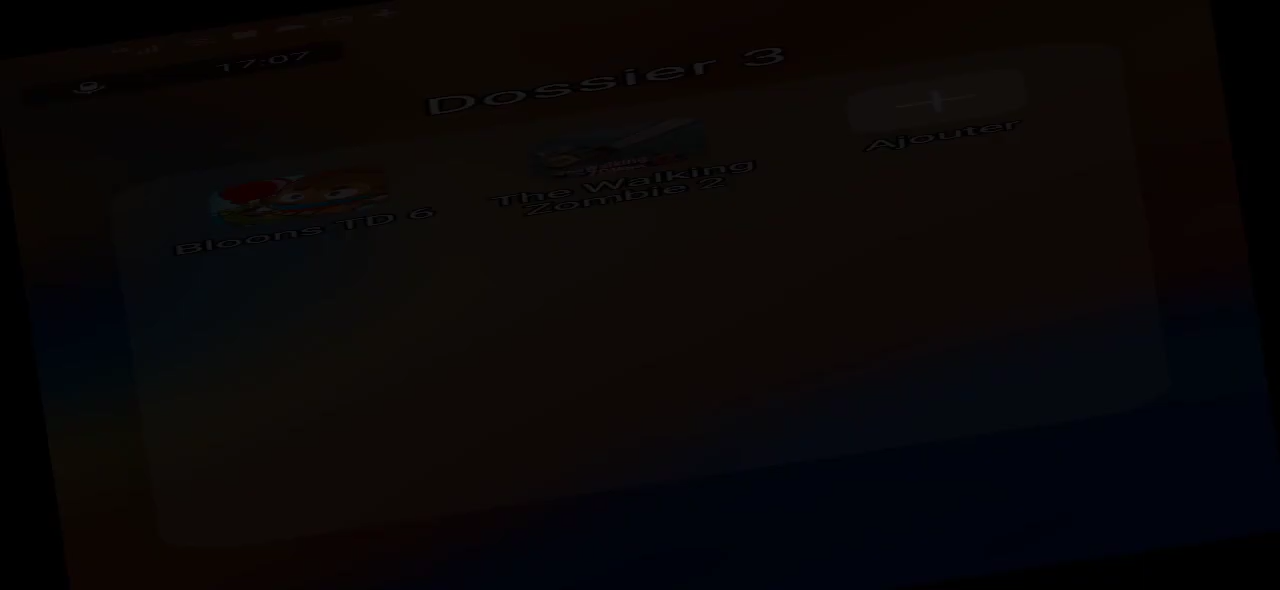 17:07
Dossier 3
Bloons TD 6
The Walking
Zombie 2
Ajouter